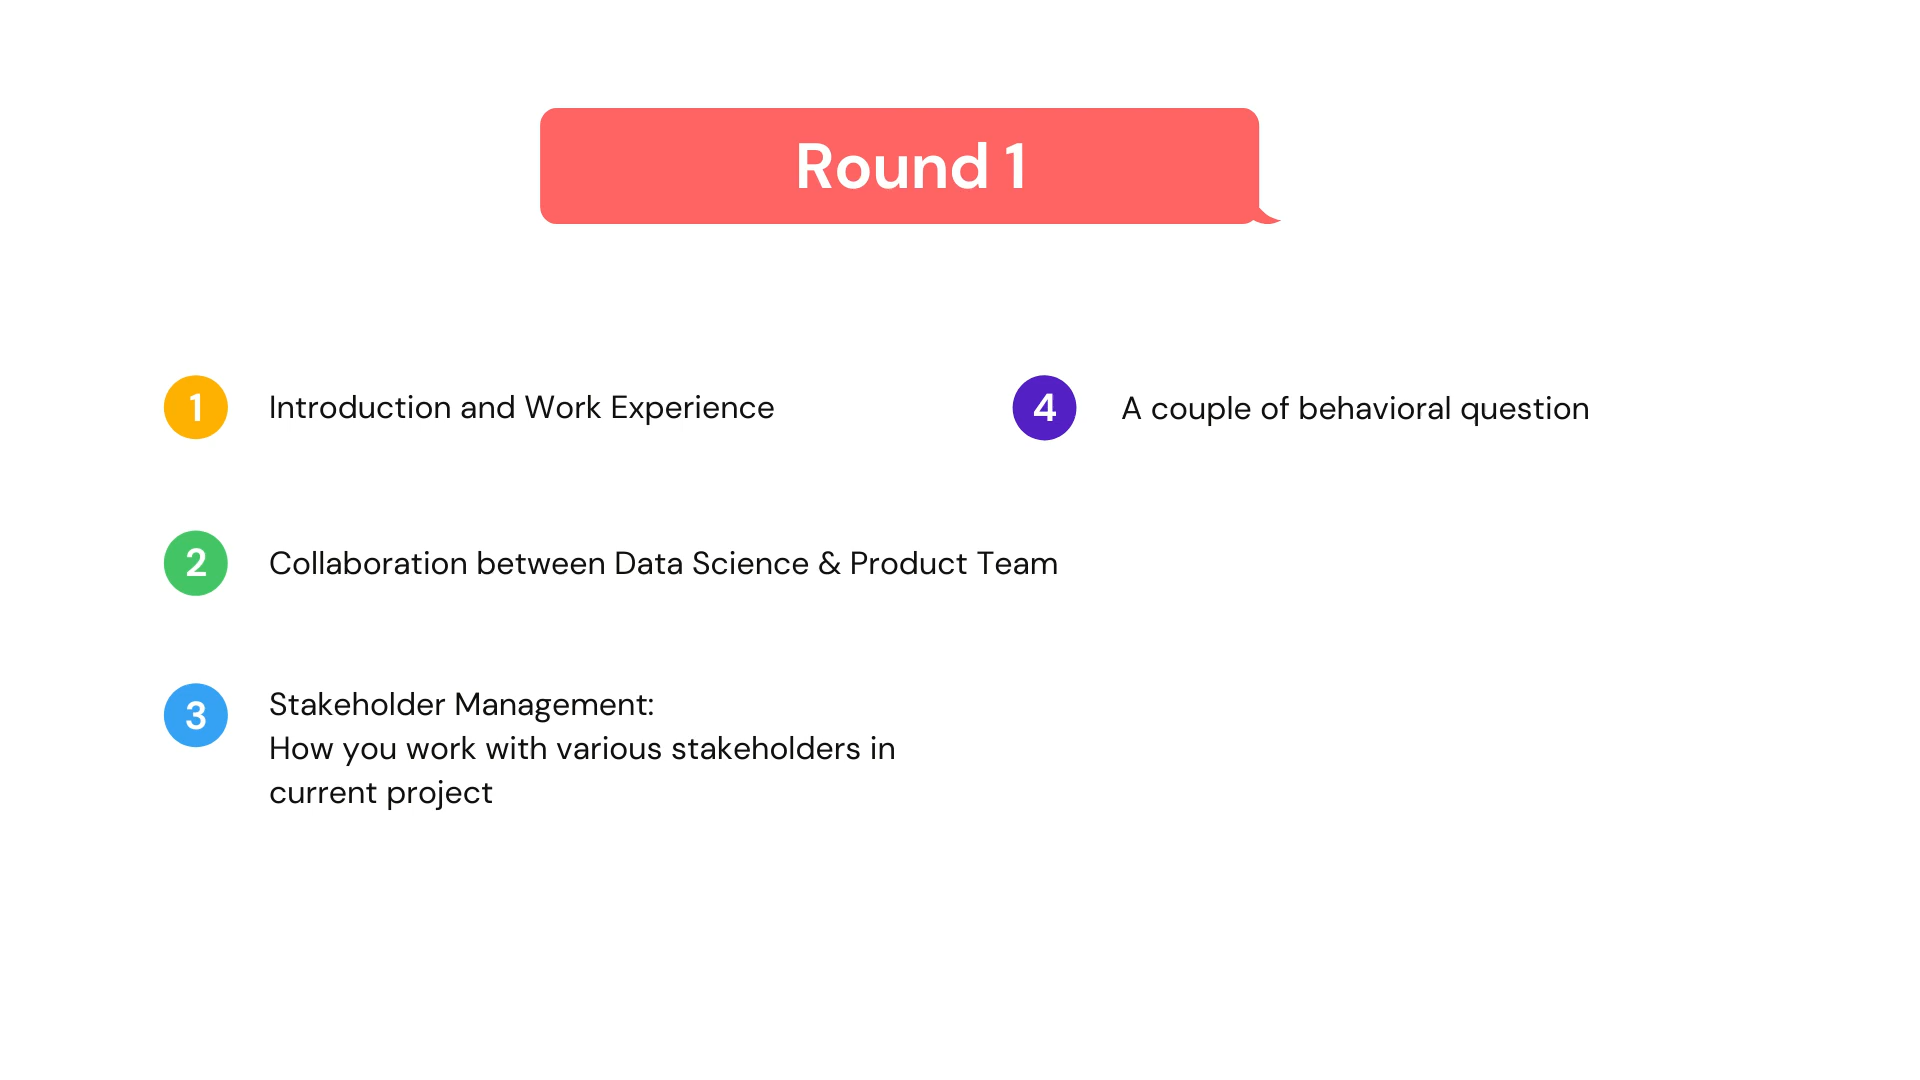 Round 1
1
Introduction and Work Experience
2
Collaboration between Data Science & Product Team
3
Stakeholder Management:
How you work with various stakeholders in
current project
4
A couple of behavioral question